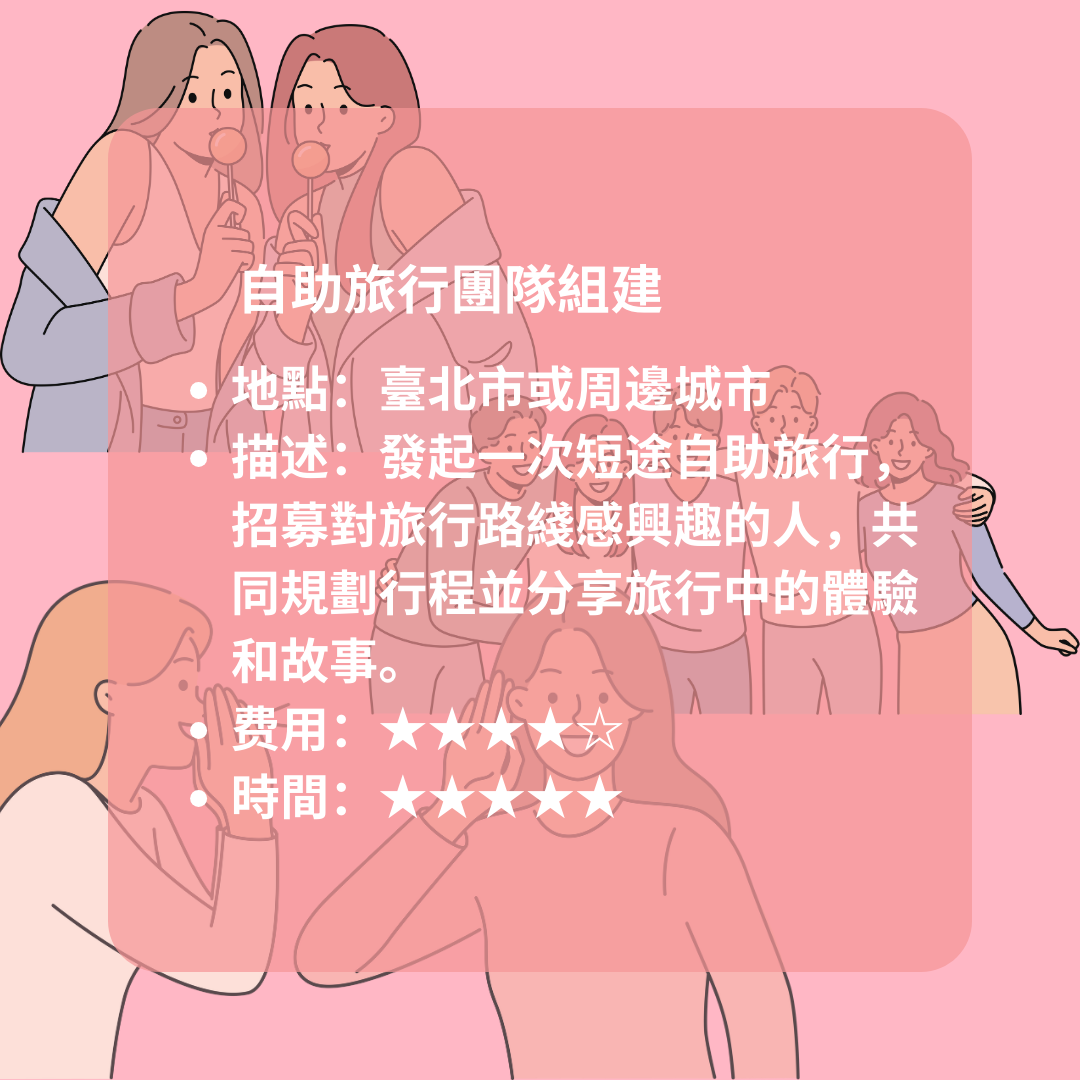 自助旅行團隊組建
• 地點：臺北市或周邊城市
• 描述：發起一次短途自助旅行，
招募對旅行路綫感興趣的人，共
同規劃行程並分享旅行中的體驗
和故事。
• 费用：★★★★☆
• 時間：★★★★★